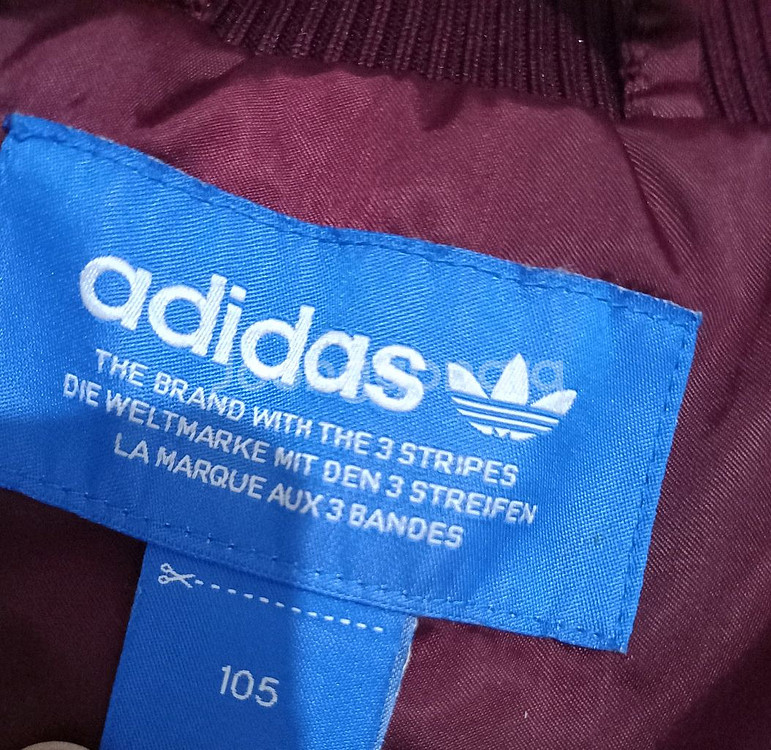 adidas
THE BRAND WITH THE 3 STRIPES
DIE WELTMARKE MIT DEN 3 STREIFEN
LA MARQUE AUX 3 BANDES
105